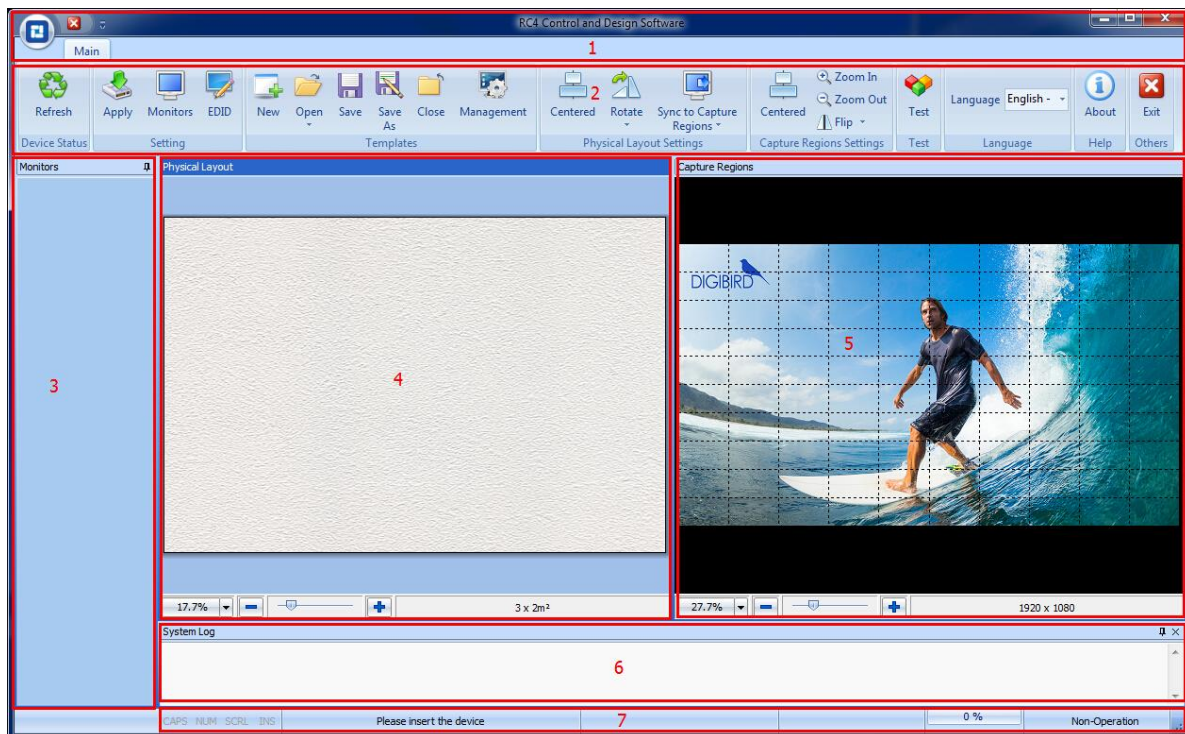 RC4 Control and Design Software
Main
1
Refresh
Apply
Monitors
EDID
New
Open
Save
Save As
Close
Management
Centered
2
Rotate
Sync to Capture Regions
Centered
Zoom In
Zoom Out
Flip
Test
Language English -
About
Exit
Device Status
Setting
Templates
Physical Layout Settings
Capture Regions Settings
Test
Language
Help
Others
Monitors
Physical Layout
Capture Regions
DIGIBIRD
3
4
5
17.7%
3 x 2m²
27.7%
1920 x 1080
System Log
6
CAPS NUM SCRL INS
Please insert the device
7
0 %
Non-Operation